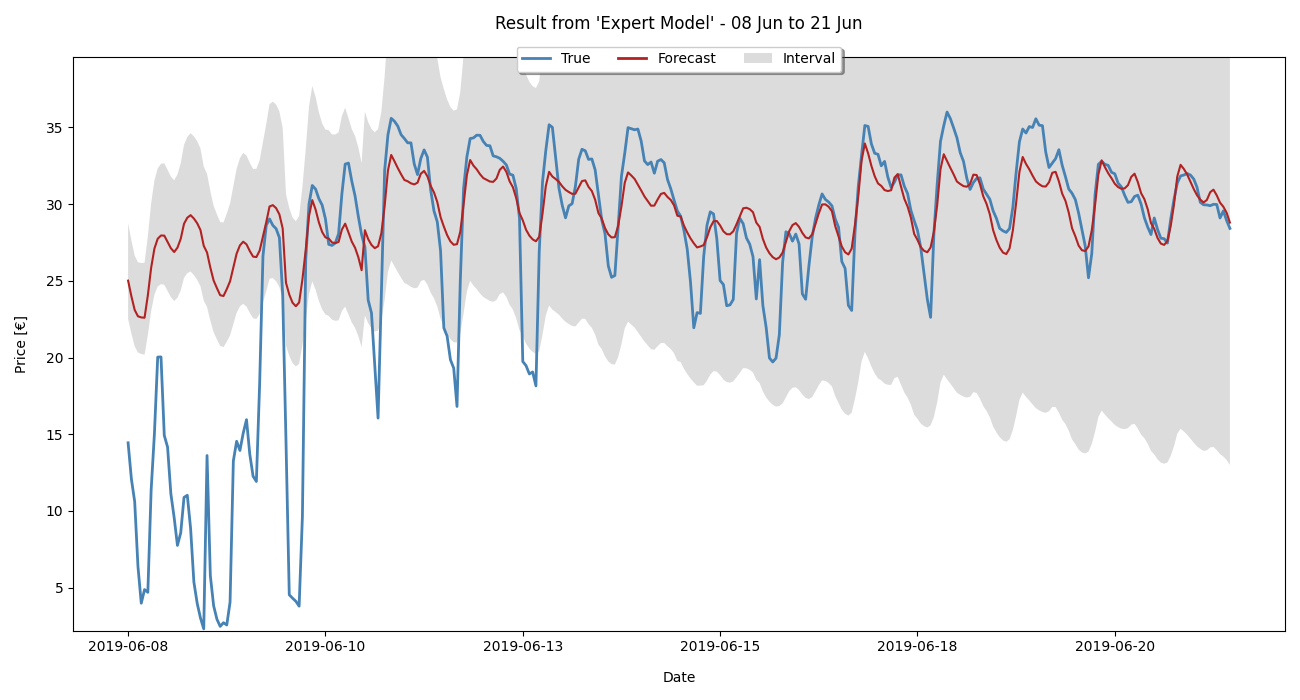 Result from 'Expert Model' - 08 Jun to 21 Jun
True Forecast Interval
35
30
25
20
15
10
5
Price [€]
2019-06-08 2019-06-10 2019-06-13 2019-06-15 2019-06-18 2019-06-20
Date